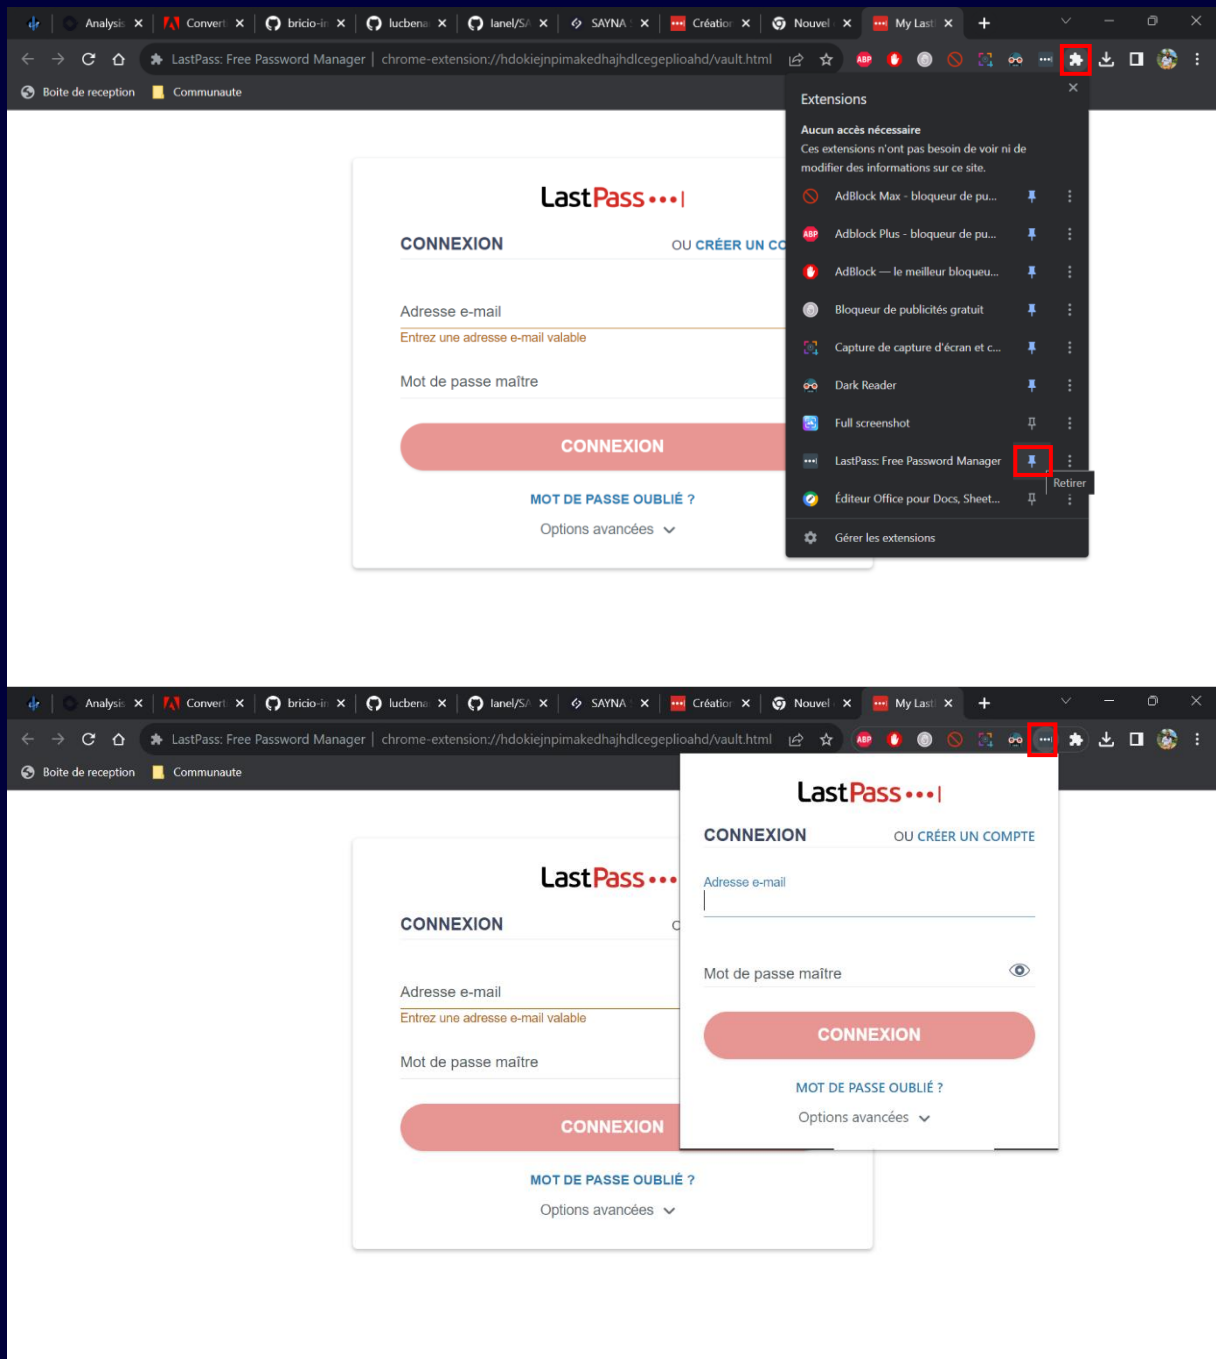 Analysis
Convert
bricio-in
lucbena
lanel/SA
SAYNA
Création
Nouvel
My Last
LastPass: Free Password Manager | chrome-extension://hdokiejnpimakedhajhdlcegeplioahd/vault.html
ABP
Boite de reception
Communaute
LastPass
CONNEXION
OU CRÉER UN CO
Adresse e-mail
Entrez une adresse e-mail valable
Mot de passe maître
CONNEXION
MOT DE PASSE OUBLIÉ ?
Options avancées
Extensions
Aucun accès nécessaire
Ces extensions n'ont pas besoin de voir ni de
modifier des informations sur ce site.
AdBlock Max - bloqueur de pu...
ABP Adblock Plus - bloqueur de pu...
AdBlock — le meilleur bloqueu...
Bloqueur de publicités gratuit
Capture de capture d'écran et c...
Dark Reader
Full screenshot
LastPass: Free Password Manager
Retirer
Éditeur Office pour Docs, Sheet...
Gérer les extensions
Analysis
Convert
bricio-in
lucbena
lanel/SA
SAYNA
Création
Nouvel
My Last
LastPass: Free Password Manager | chrome-extension://hdokiejnpimakedhajhdlcegeplioahd/vault.html
ABP
Boite de reception
Communaute
LastPass
CONNEXION
Adresse e-mail
Entrez une adresse e-mail valable
Mot de passe maître
CONNEXION
MOT DE PASSE OUBLIÉ ?
Options avancées
LastPass
CONNEXION
OU CRÉER UN COMPTE
Adresse e-mail
Mot de passe maître
CONNEXION
MOT DE PASSE OUBLIÉ ?
Options avancées